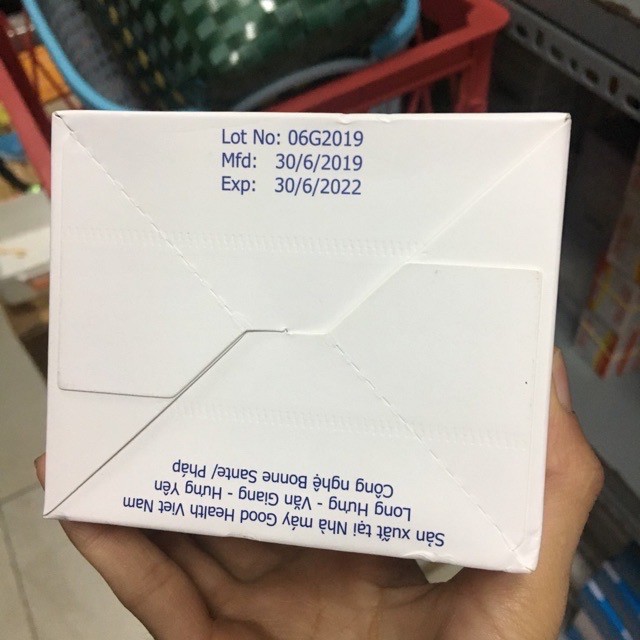 Lot No: 06G2019
Mfd: 30/6/2019
Exp: 30/6/2022
Sản xuất tại Nhà máy Good Health Viet Nam
Long Hưng - Văn Giang - Hưng Yên
Công nghệ Bonne Sante/ Pháp